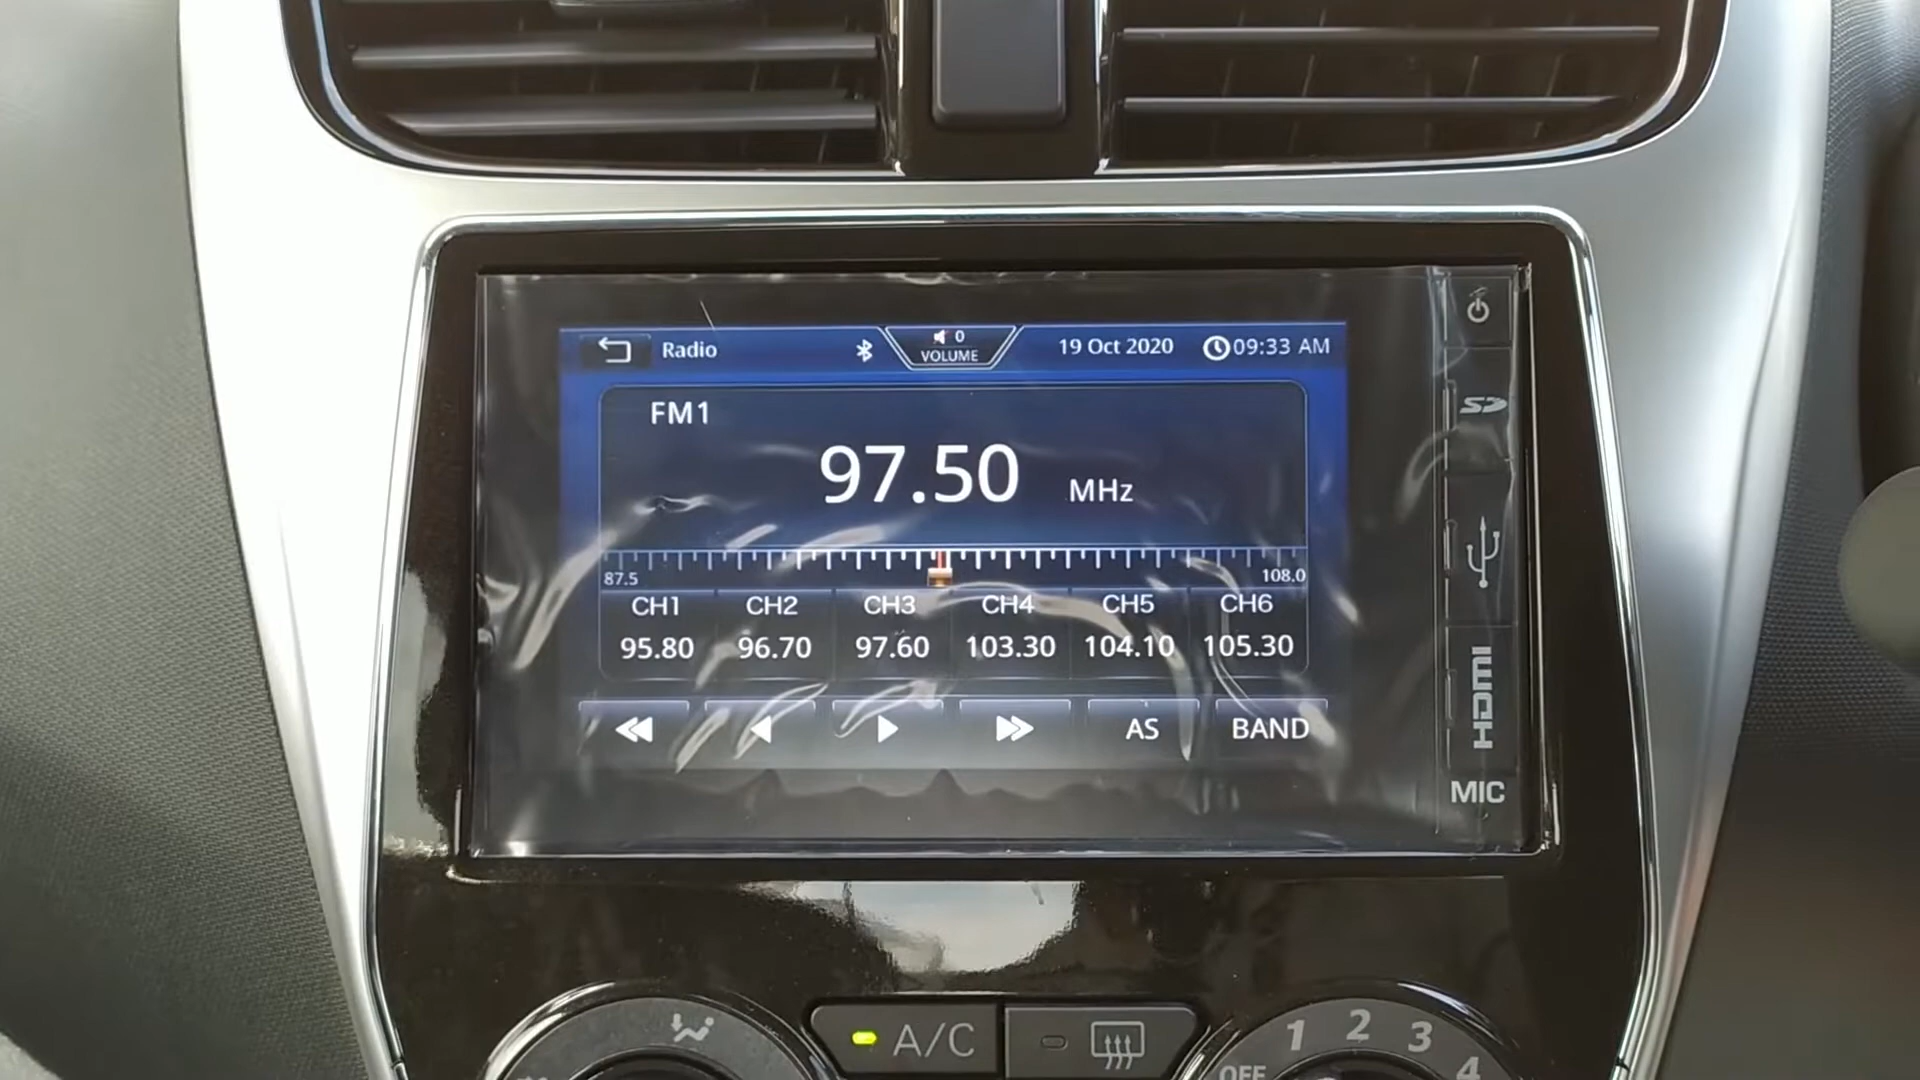 Radio
0
VOLUME
19 Oct 2020
09:33 AM
FM1
97.50 MHz
87.5
108.0
CH1 CH2 CH3 CH4 CH5 CH6
95.80 96.70 97.60 103.30 104.10 105.30
AS
BAND
SD
HDMI
MIC
A/C
OFF 1 2 3 4